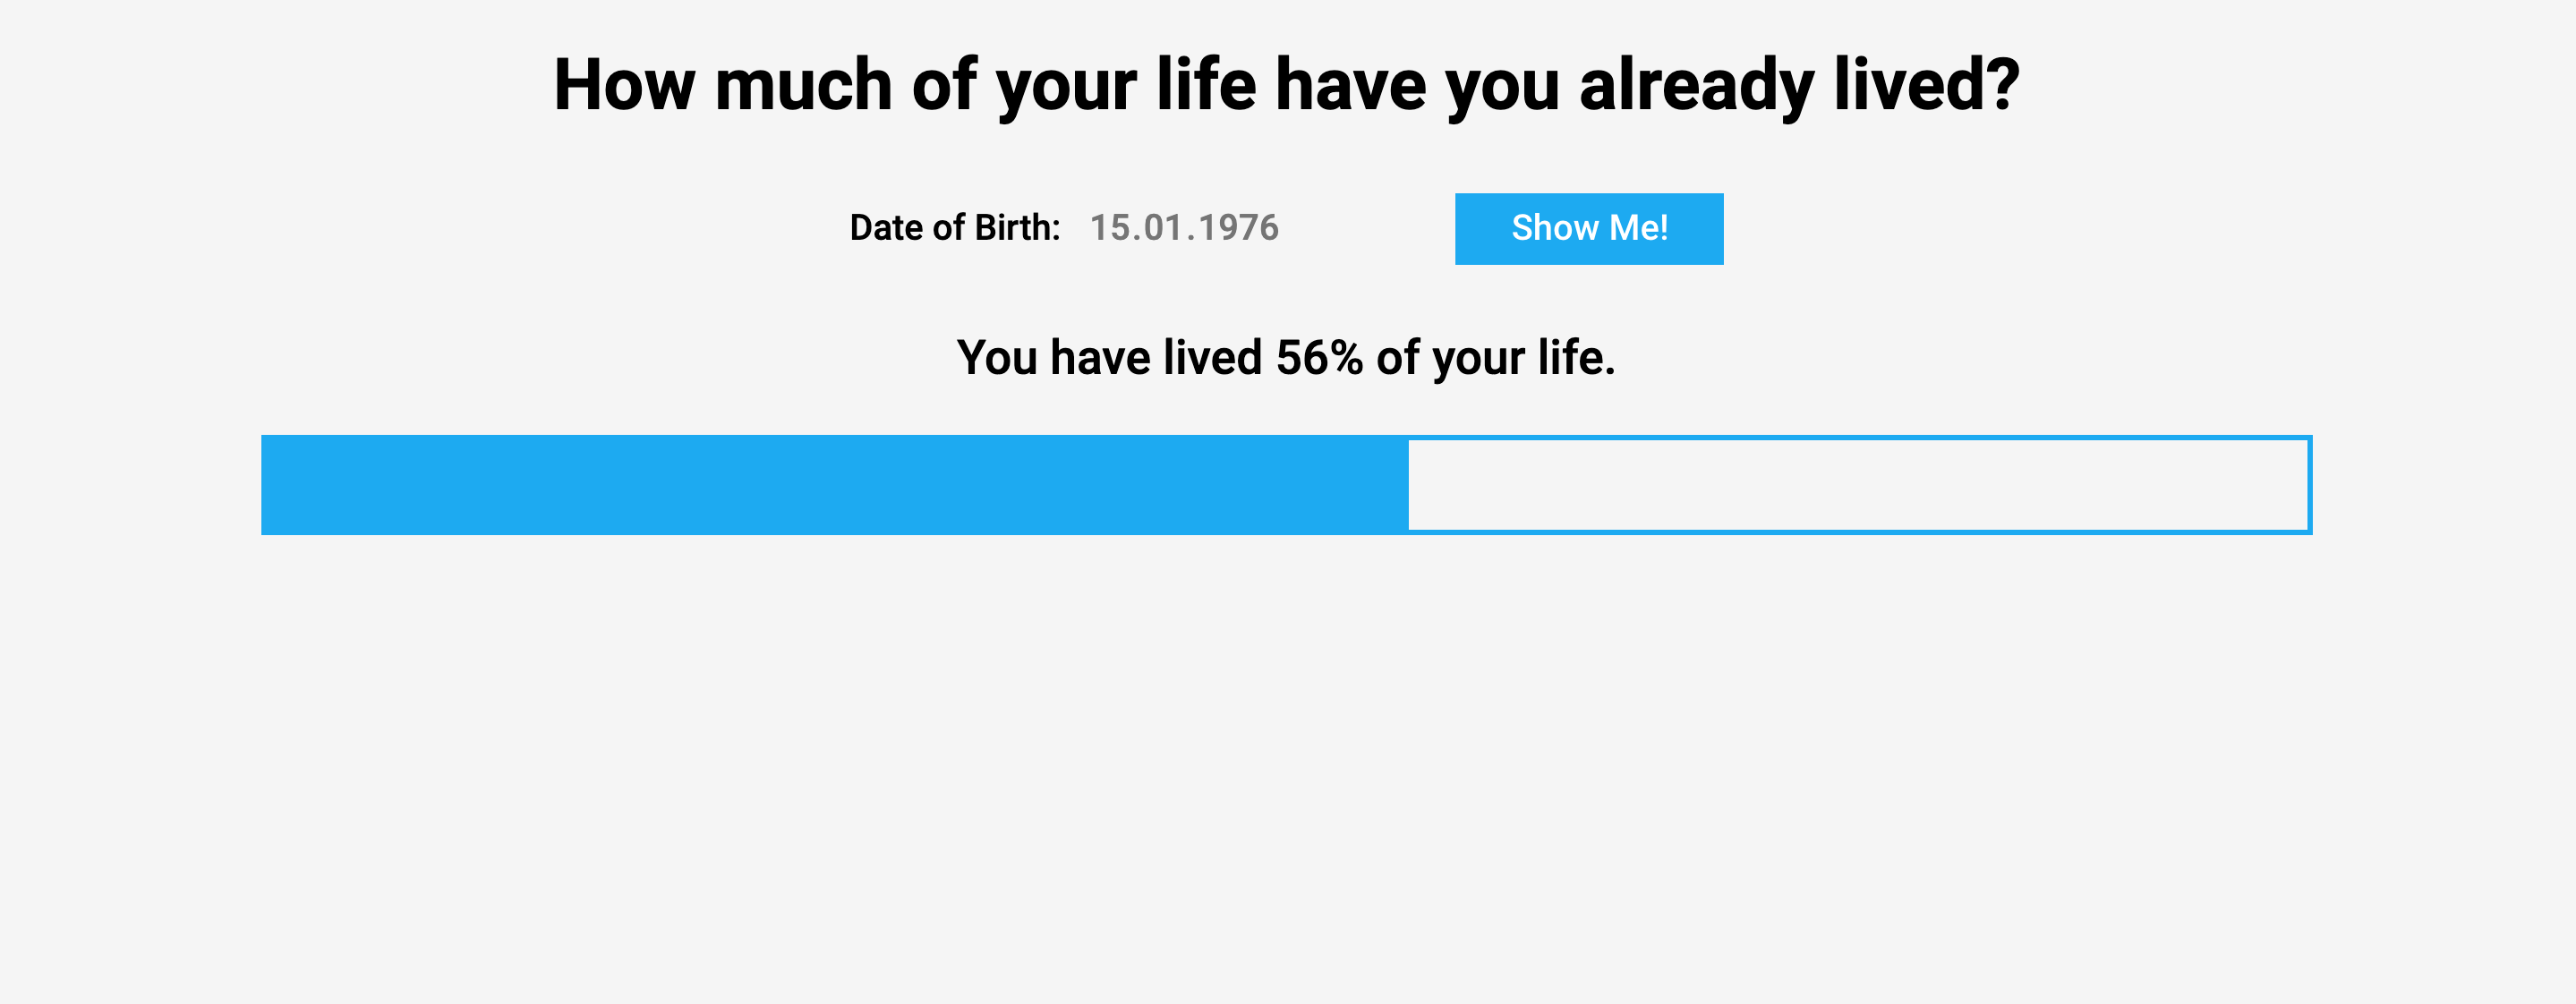 How much of your life have you already lived?
Date of Birth: 15.01.1976 Show Me!
You have lived 56% of your life.